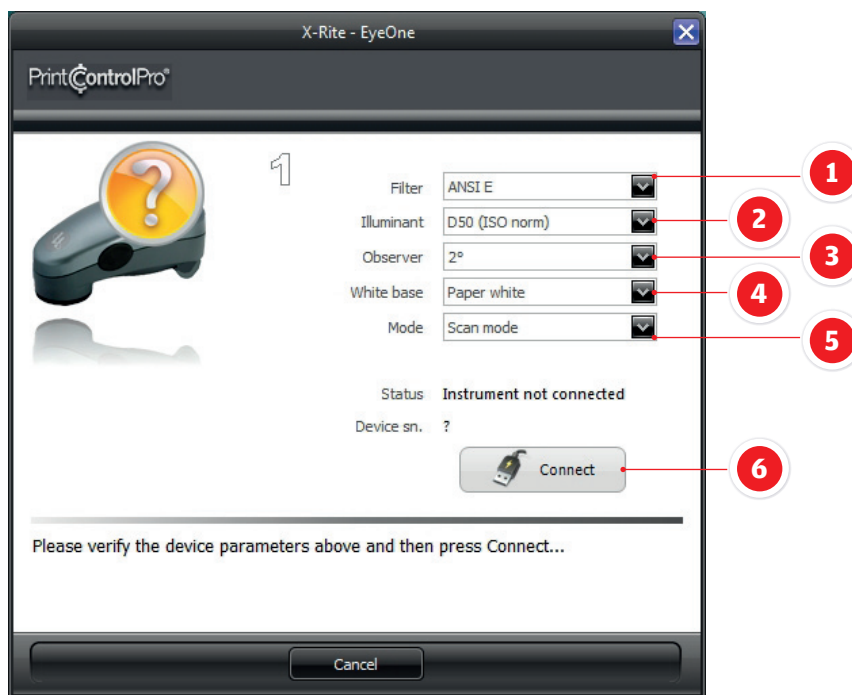 X-Rite - EyeOne
PrintControlPro®
1
Filter ANSI E 1
Illuminant D50 (ISO norm) 2
Observer 2° 3
White base Paper white 4
Mode Scan mode 5
Status Instrument not connected
Device sn. ?
Connect 6
Please verify the device parameters above and then press Connect...
Cancel